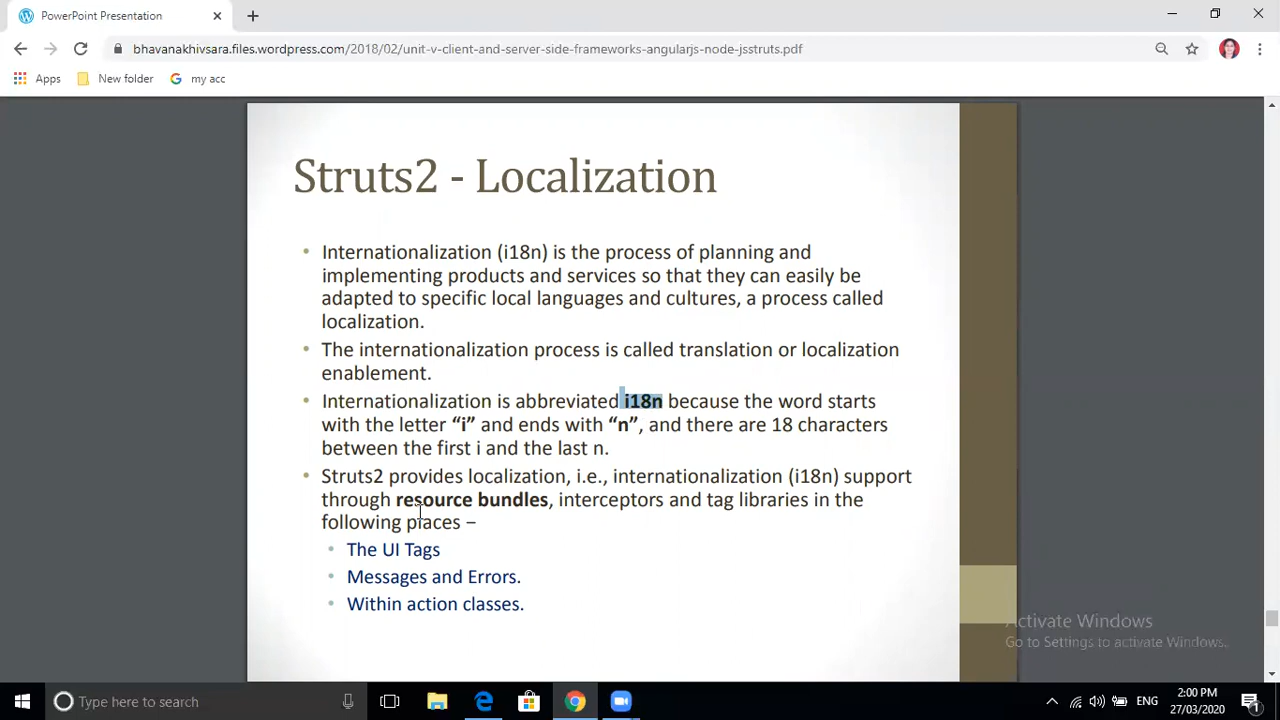 PowerPoint Presentation
bhavanakhivsara.files.wordpress.com/2018/02/unit-v-client-and-server-side-frameworks-angularjs-node-jsstruts.pdf
Apps
New folder
my acc
Struts2 - Localization
• Internationalization (i18n) is the process of planning and
implementing products and services so that they can easily be
adapted to specific local languages and cultures, a process called
localization.
• The internationalization process is called translation or localization
enablement.
• Internationalization is abbreviated i18n because the word starts
with the letter “i” and ends with “n”, and there are 18 characters
between the first i and the last n.
• Struts2 provides localization, i.e., internationalization (i18n) support
through resource bundles, interceptors and tag libraries in the
following places –
• The UI Tags
• Messages and Errors.
• Within action classes.
Activate Windows
Go to Settings to activate Windows.
Type here to search
ENG
2:00 PM
27/03/2020
1